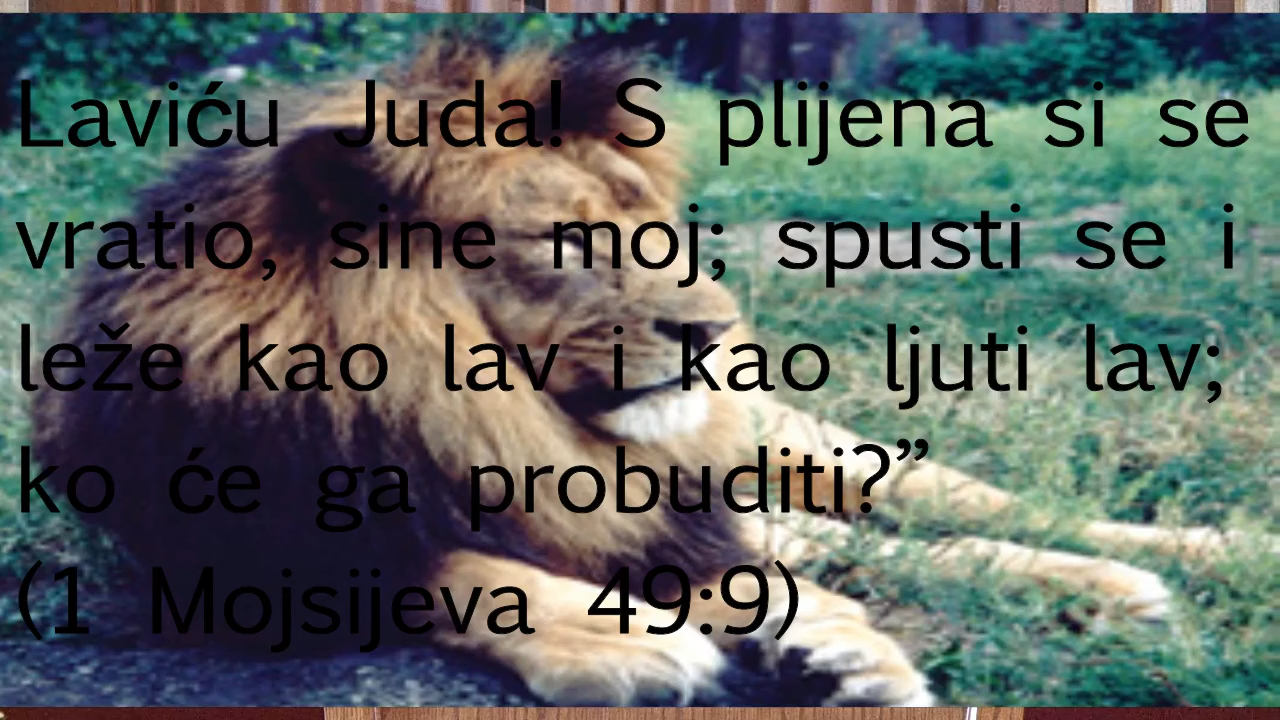 Laviću Juda! S plijena si se
vratio, sine moj; spusti se i
leže kao lav i kao ljuti lav;
ko će ga probuditi?”
(1 Mojsijeva 49:9)